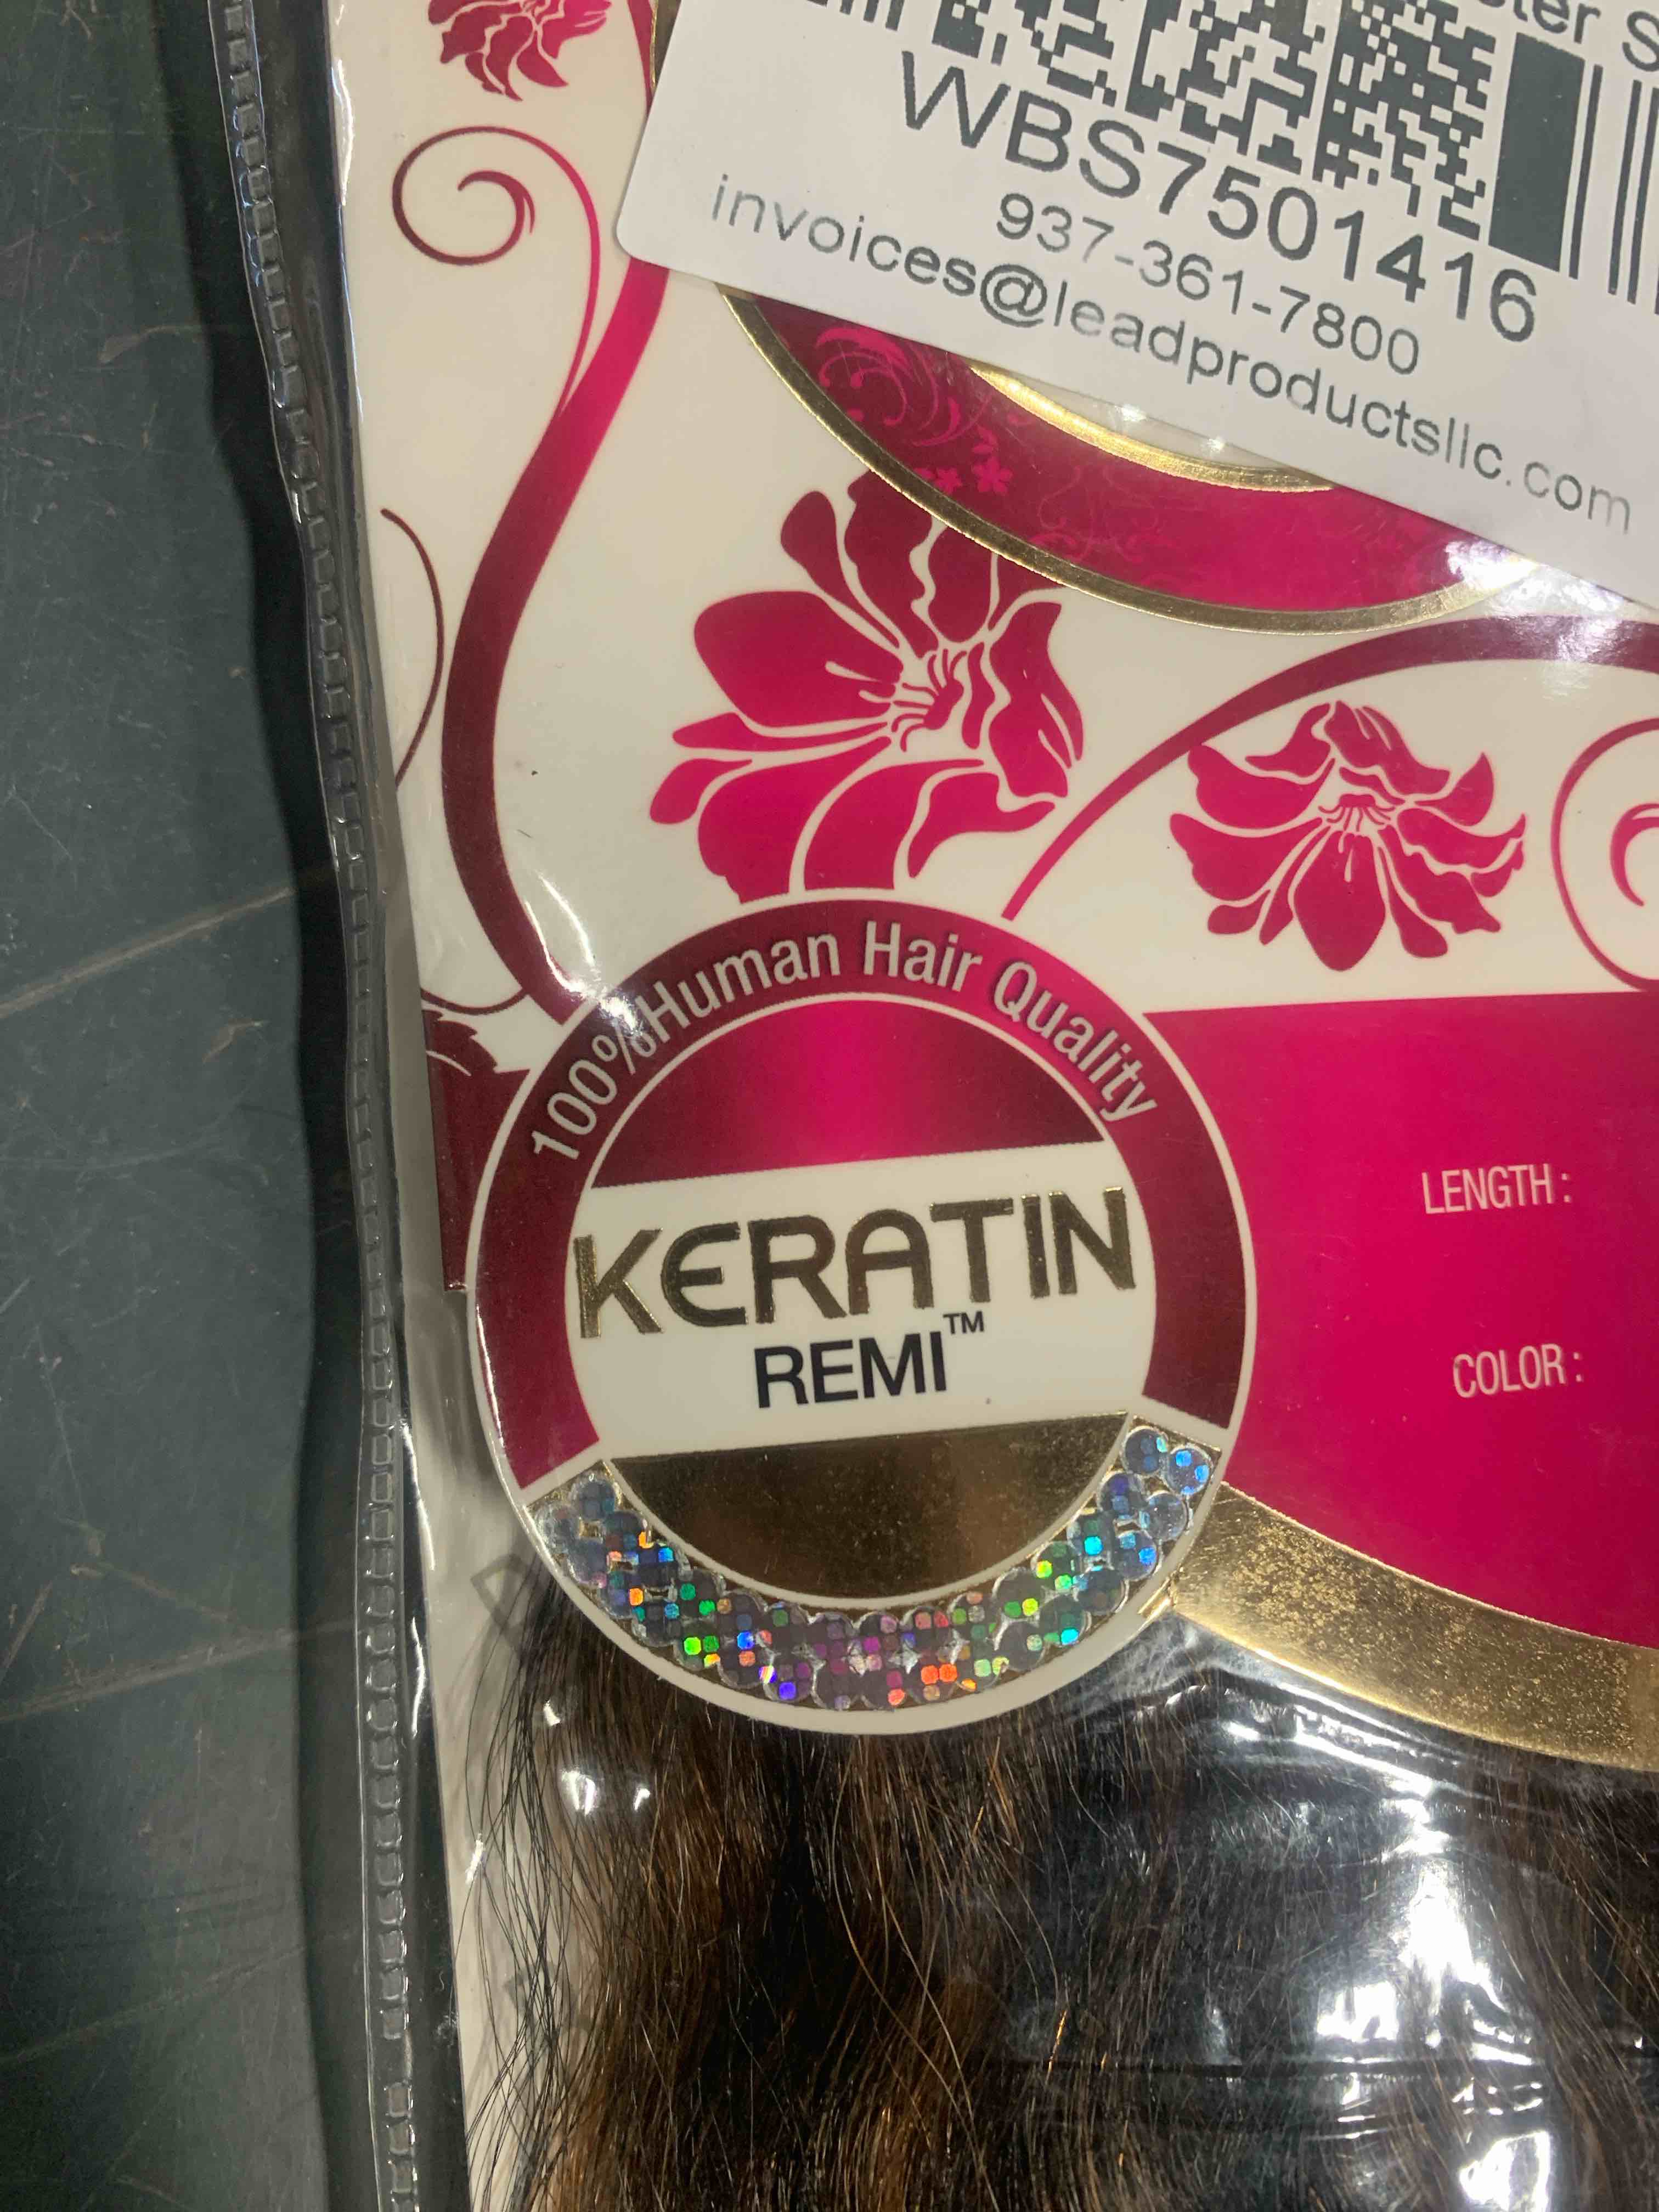 WBS7501416
937-361-7800
invoices@leadproductsllc.com
100% Human Hair Quality
KERATIN
REMI™
LENGTH:
COLOR: